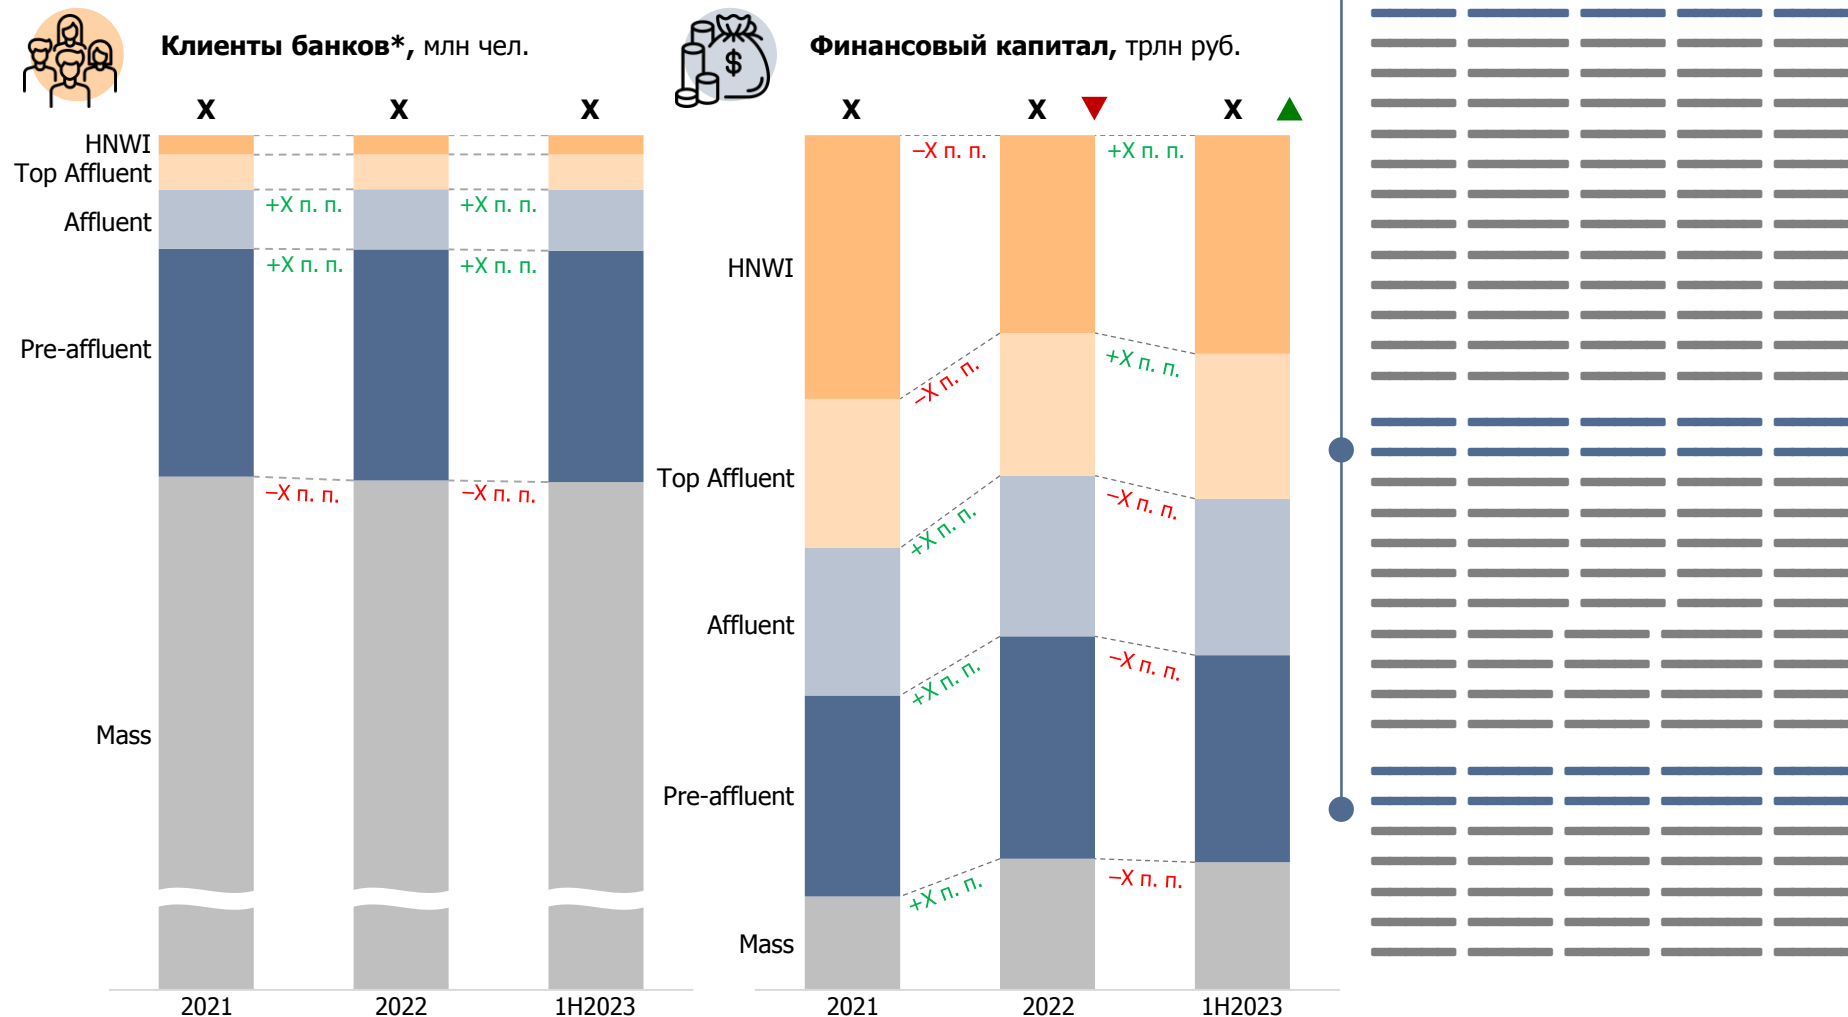 Клиенты банков*, млн чел.
X X X
HNWI
Top Affluent
Affluent
Pre-affluent
Mass
+X п. п. +X п. п.
+X п. п. +X п. п.
–X п. п. –X п. п.
2021 2022 1H2023
$
Финансовый капитал, трлн руб.
X X X
HNWI
Top Affluent
Affluent
Pre-affluent
Mass
–X п. п. +X п. п.
–X п. п. +X п. п.
+X п. п. –X п. п.
+X п. п. –X п. п.
+X п. п. –X п. п.
2021 2022 1H2023